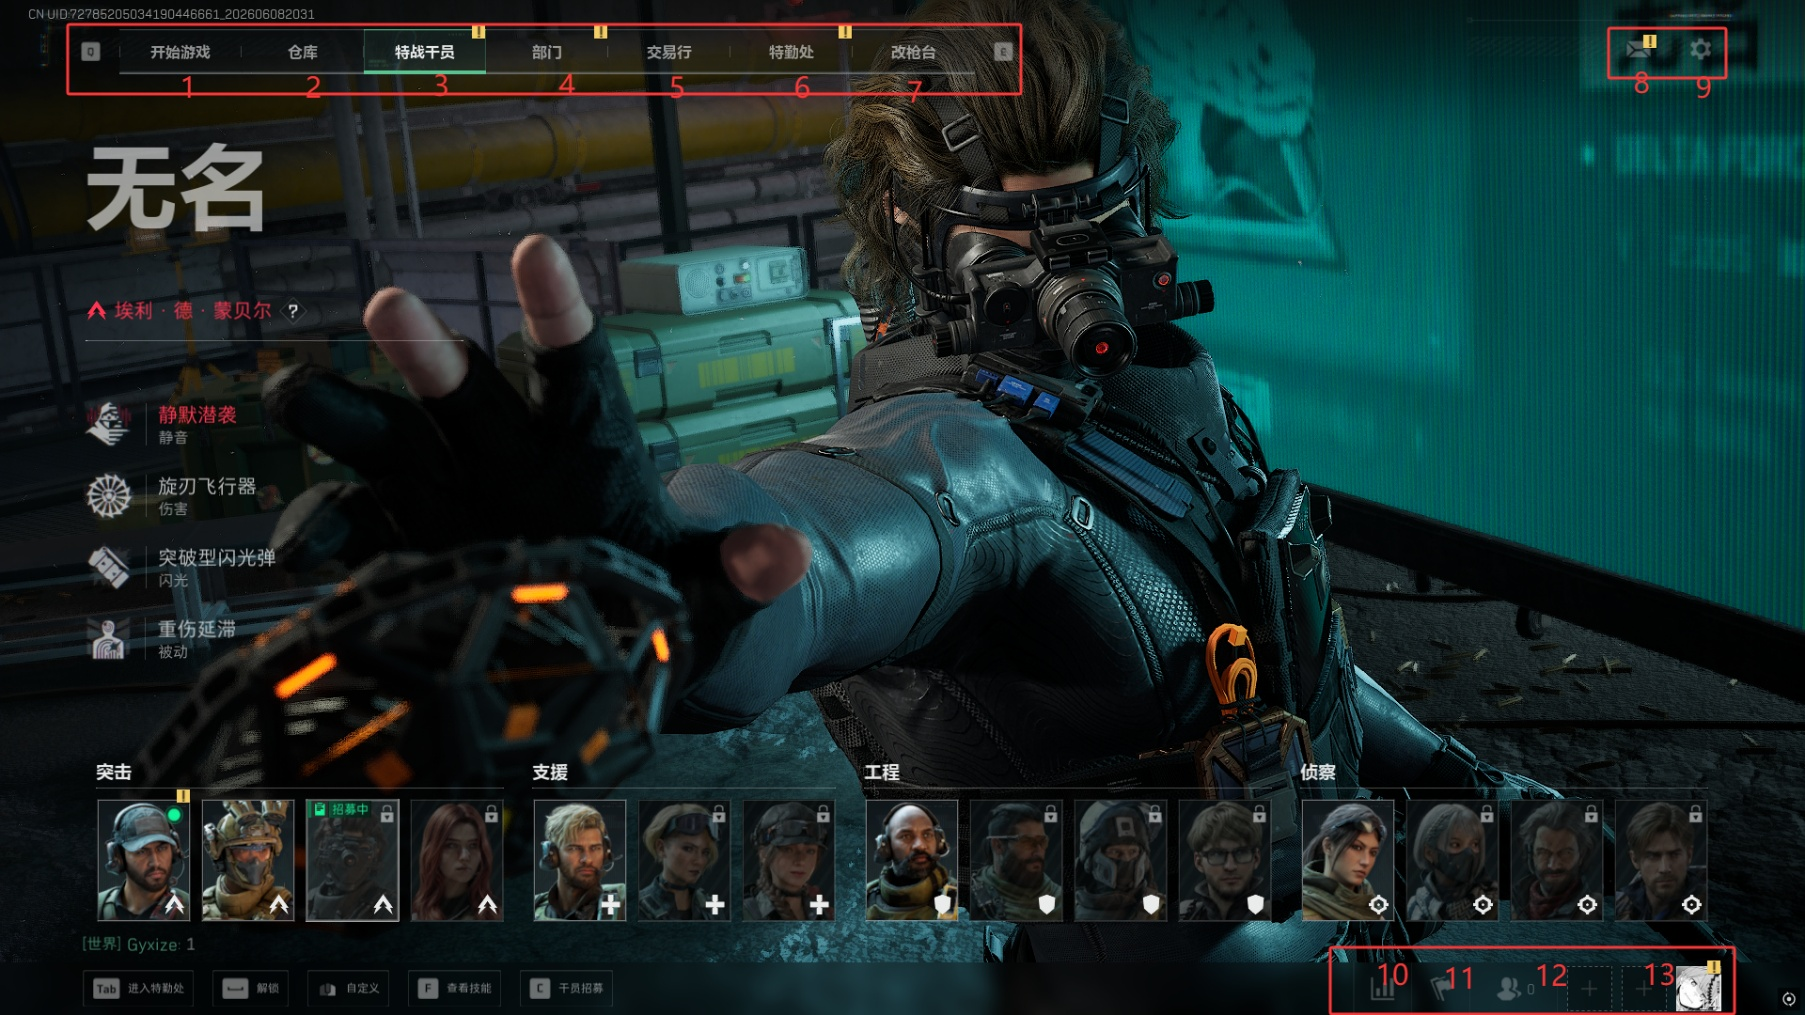 CN UID:72785205034190446661_202606082031
Q 开始游戏 仓库 特战干员 部门 交易行 特勤处 改枪台 E
1 2 3 4 5 6 7 8 9
无名
埃利·德·蒙贝尔 ?
静默潜袭
静音
旋刃飞行器
伤害
突破型闪光弹
闪光
重伤延滞
被动
突击 支援 工程 侦察
招募中
[世界] Gyxize: 1
10 11 12 13
0
Tab 进入特勤处 解锁 自定义 F 查看技能 C 干员招募